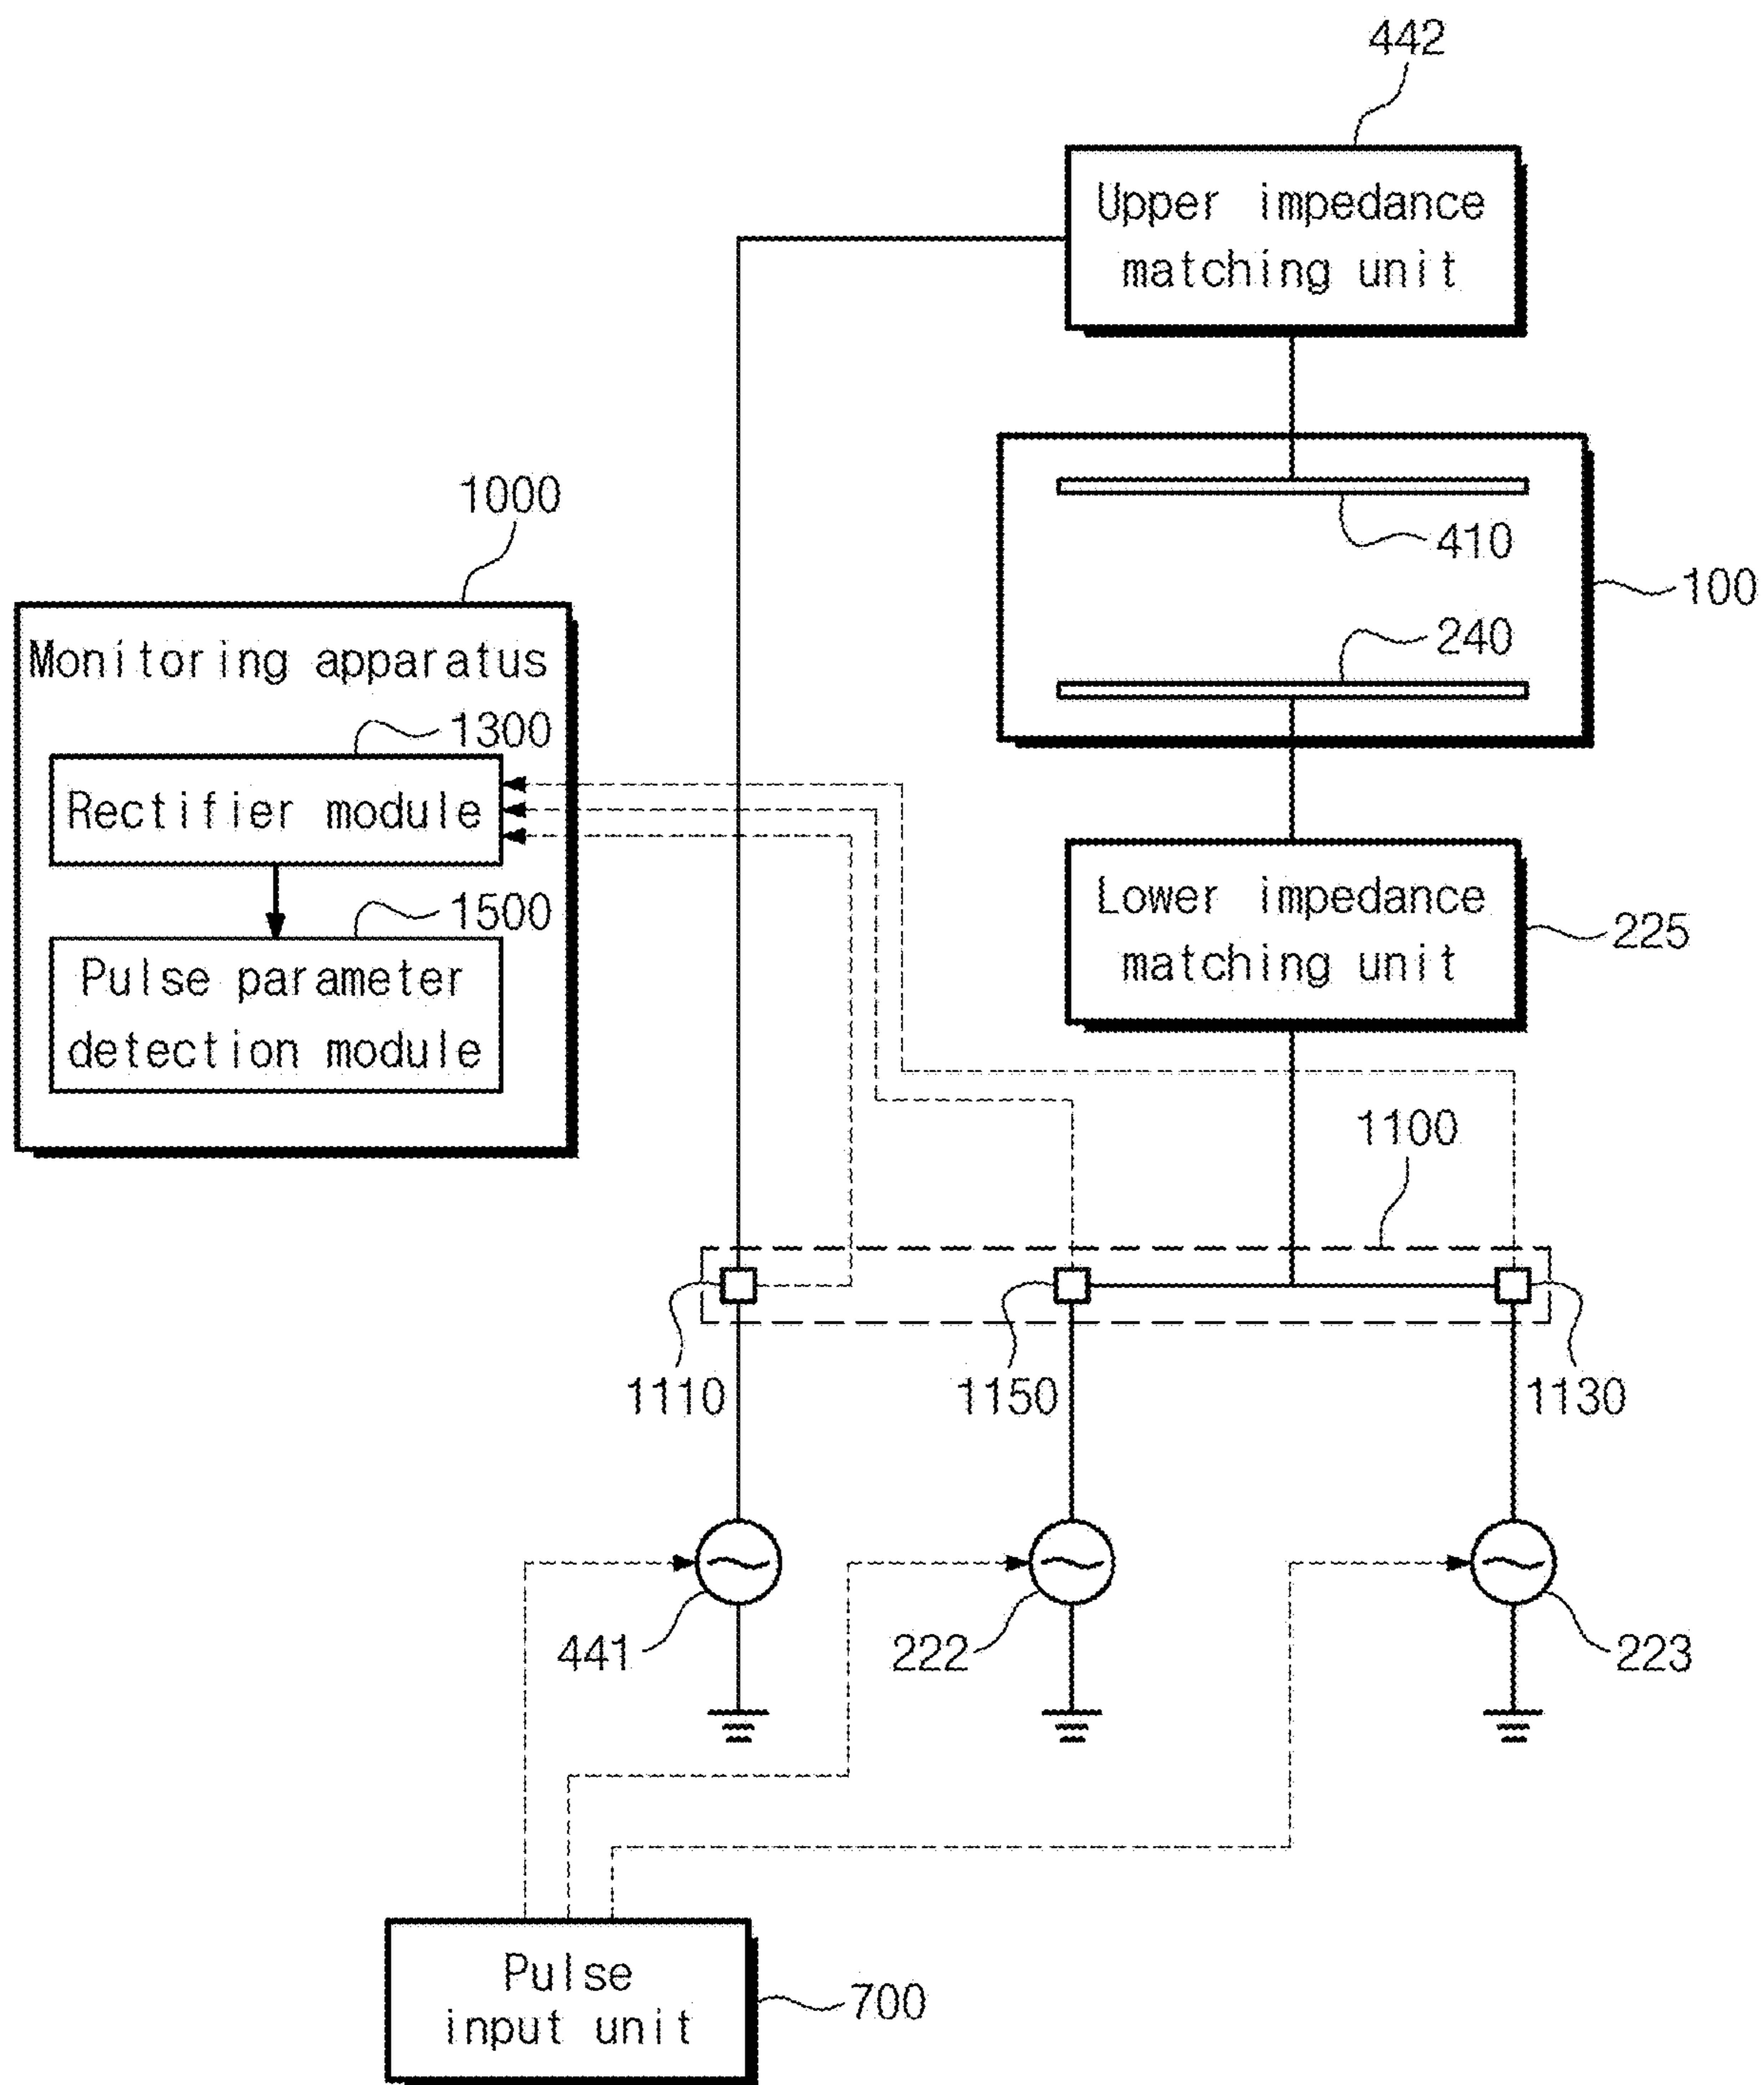 442
Upper impedance
matching unit
410
100
240
1000
Monitoring apparatus
1300
Rectifier module
1500
Pulse parameter
detection module
Lower impedance
matching unit
225
1100
1110
1150
1130
441
222
223
Pulse
input unit
700